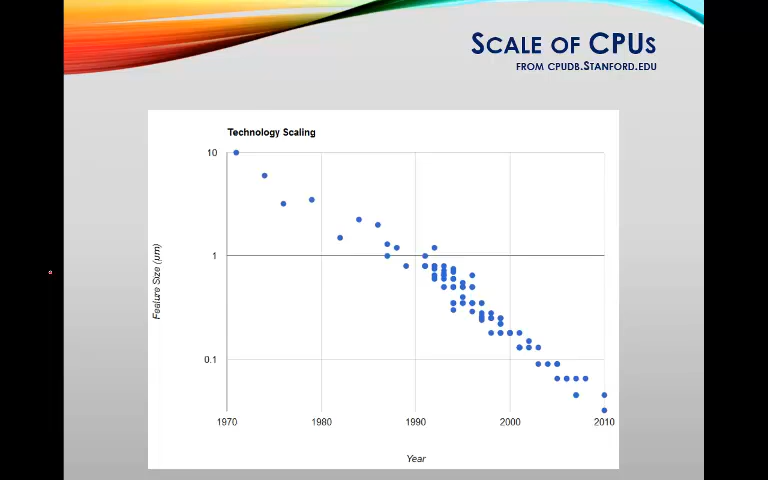 SCALE OF CPUS
FROM CPUDB.STANFORD.EDU
Technology Scaling
10
1
0.1
Feature Size (μm)
1970 1980 1990 2000 2010
Year